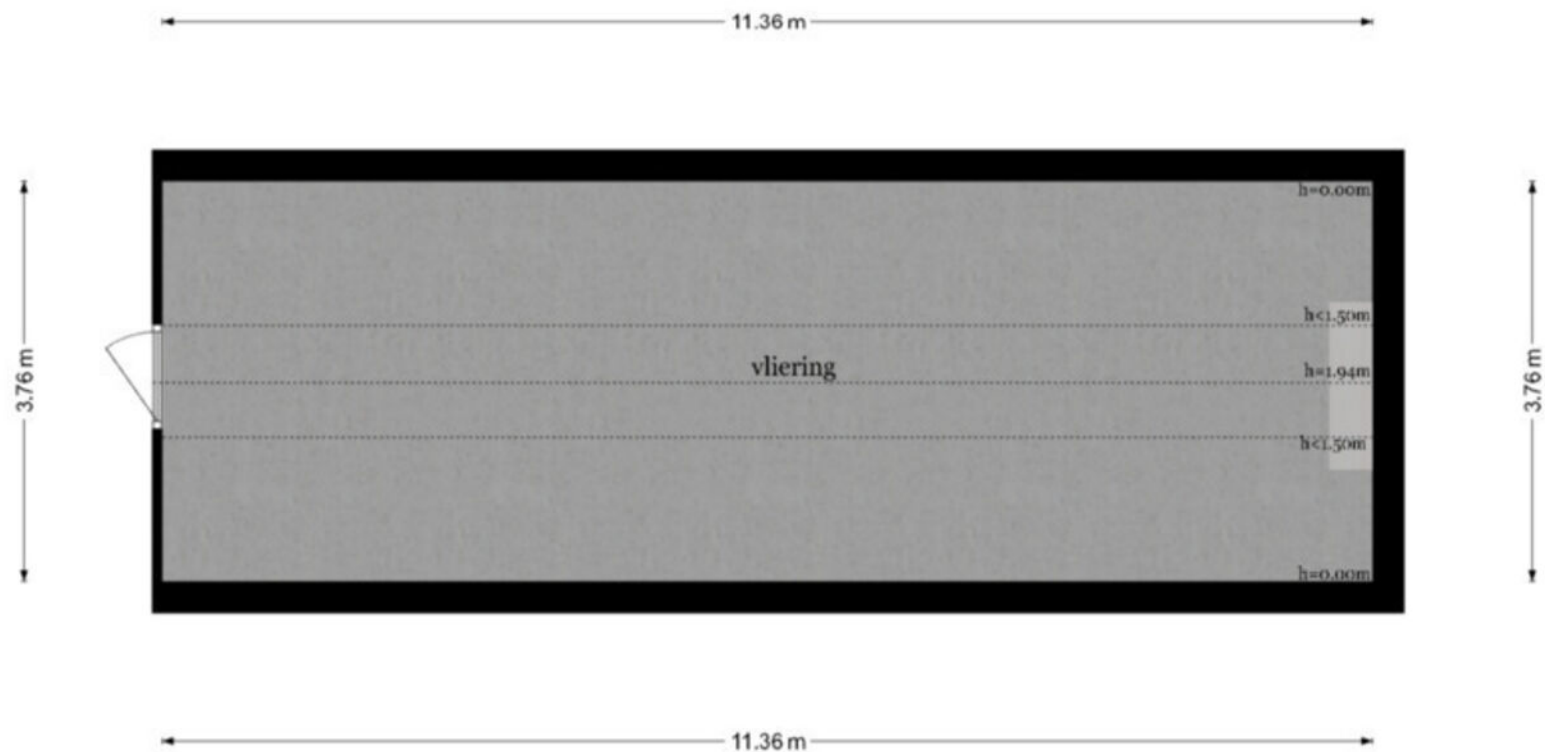 11.36 m
h=0.00m
h<1.50m
vliering
h=1.94m
3.76 m
3.76 m
h<1.50m
h=0.00m
11.36 m